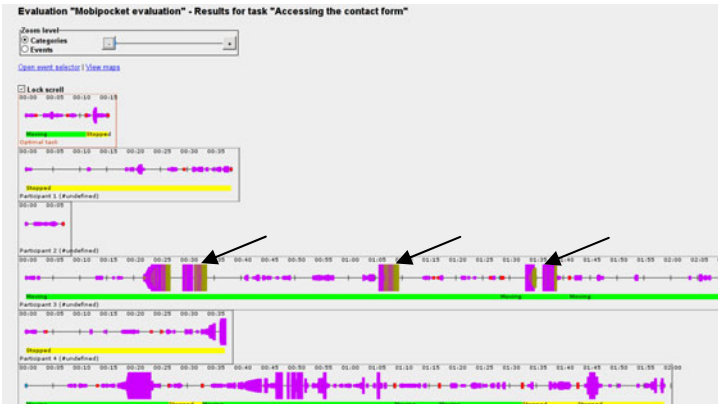 Evaluation "Mobipocket evaluation" - Results for task "Accessing the contact form"
Zoom level
Categories
Events
- +
Open event selector | View maps
Lock scroll
00:00 00:05 00:10 00:15
Moving Stopped
Optimal task
00:00 00:05 00:10 00:15 00:20 00:25 00:30 00:35
Stopped
Participant 1 (#undefined)
00:00 00:05
Participant 2 (#undefined)
00:00 00:05 00:10 00:15 00:20 00:25 00:30 00:35 00:40 00:45 00:50 00:55 01:00 01:05 01:10 01:15 01:20 01:25 01:30 01:35 01:40 01:45 01:50 01:55 02:00 02:05
Moving Moving Moving
Participant 3 (#undefined)
00:00 00:05 00:10 00:15 00:20 00:25 00:30 00:35
Stopped
Participant 4 (#undefined)
00:00 00:05 00:10 00:15 00:20 00:25 00:30 00:35 00:40 00:45 00:50 00:55 01:00 01:05 01:10 01:15 01:20 01:25 01:30 01:35 01:40 01:45 01:50 01:55 02:00